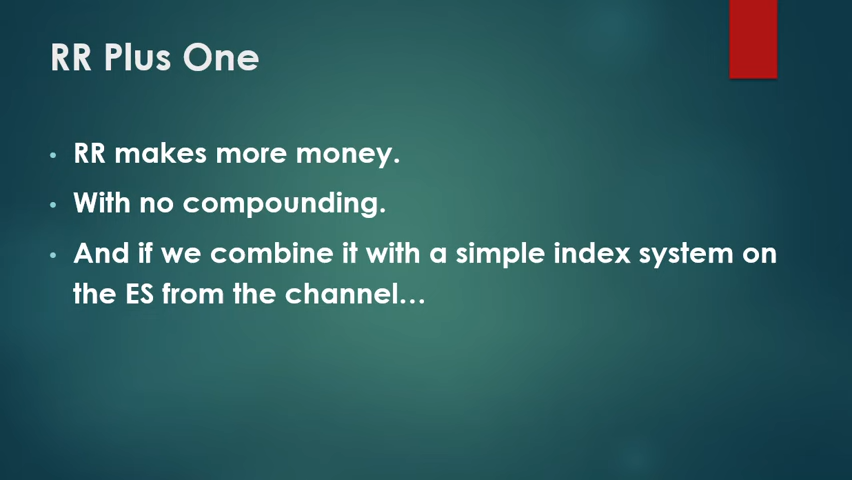 RR Plus One
• RR makes more money.
• With no compounding.
• And if we combine it with a simple index system on
the ES from the channel…